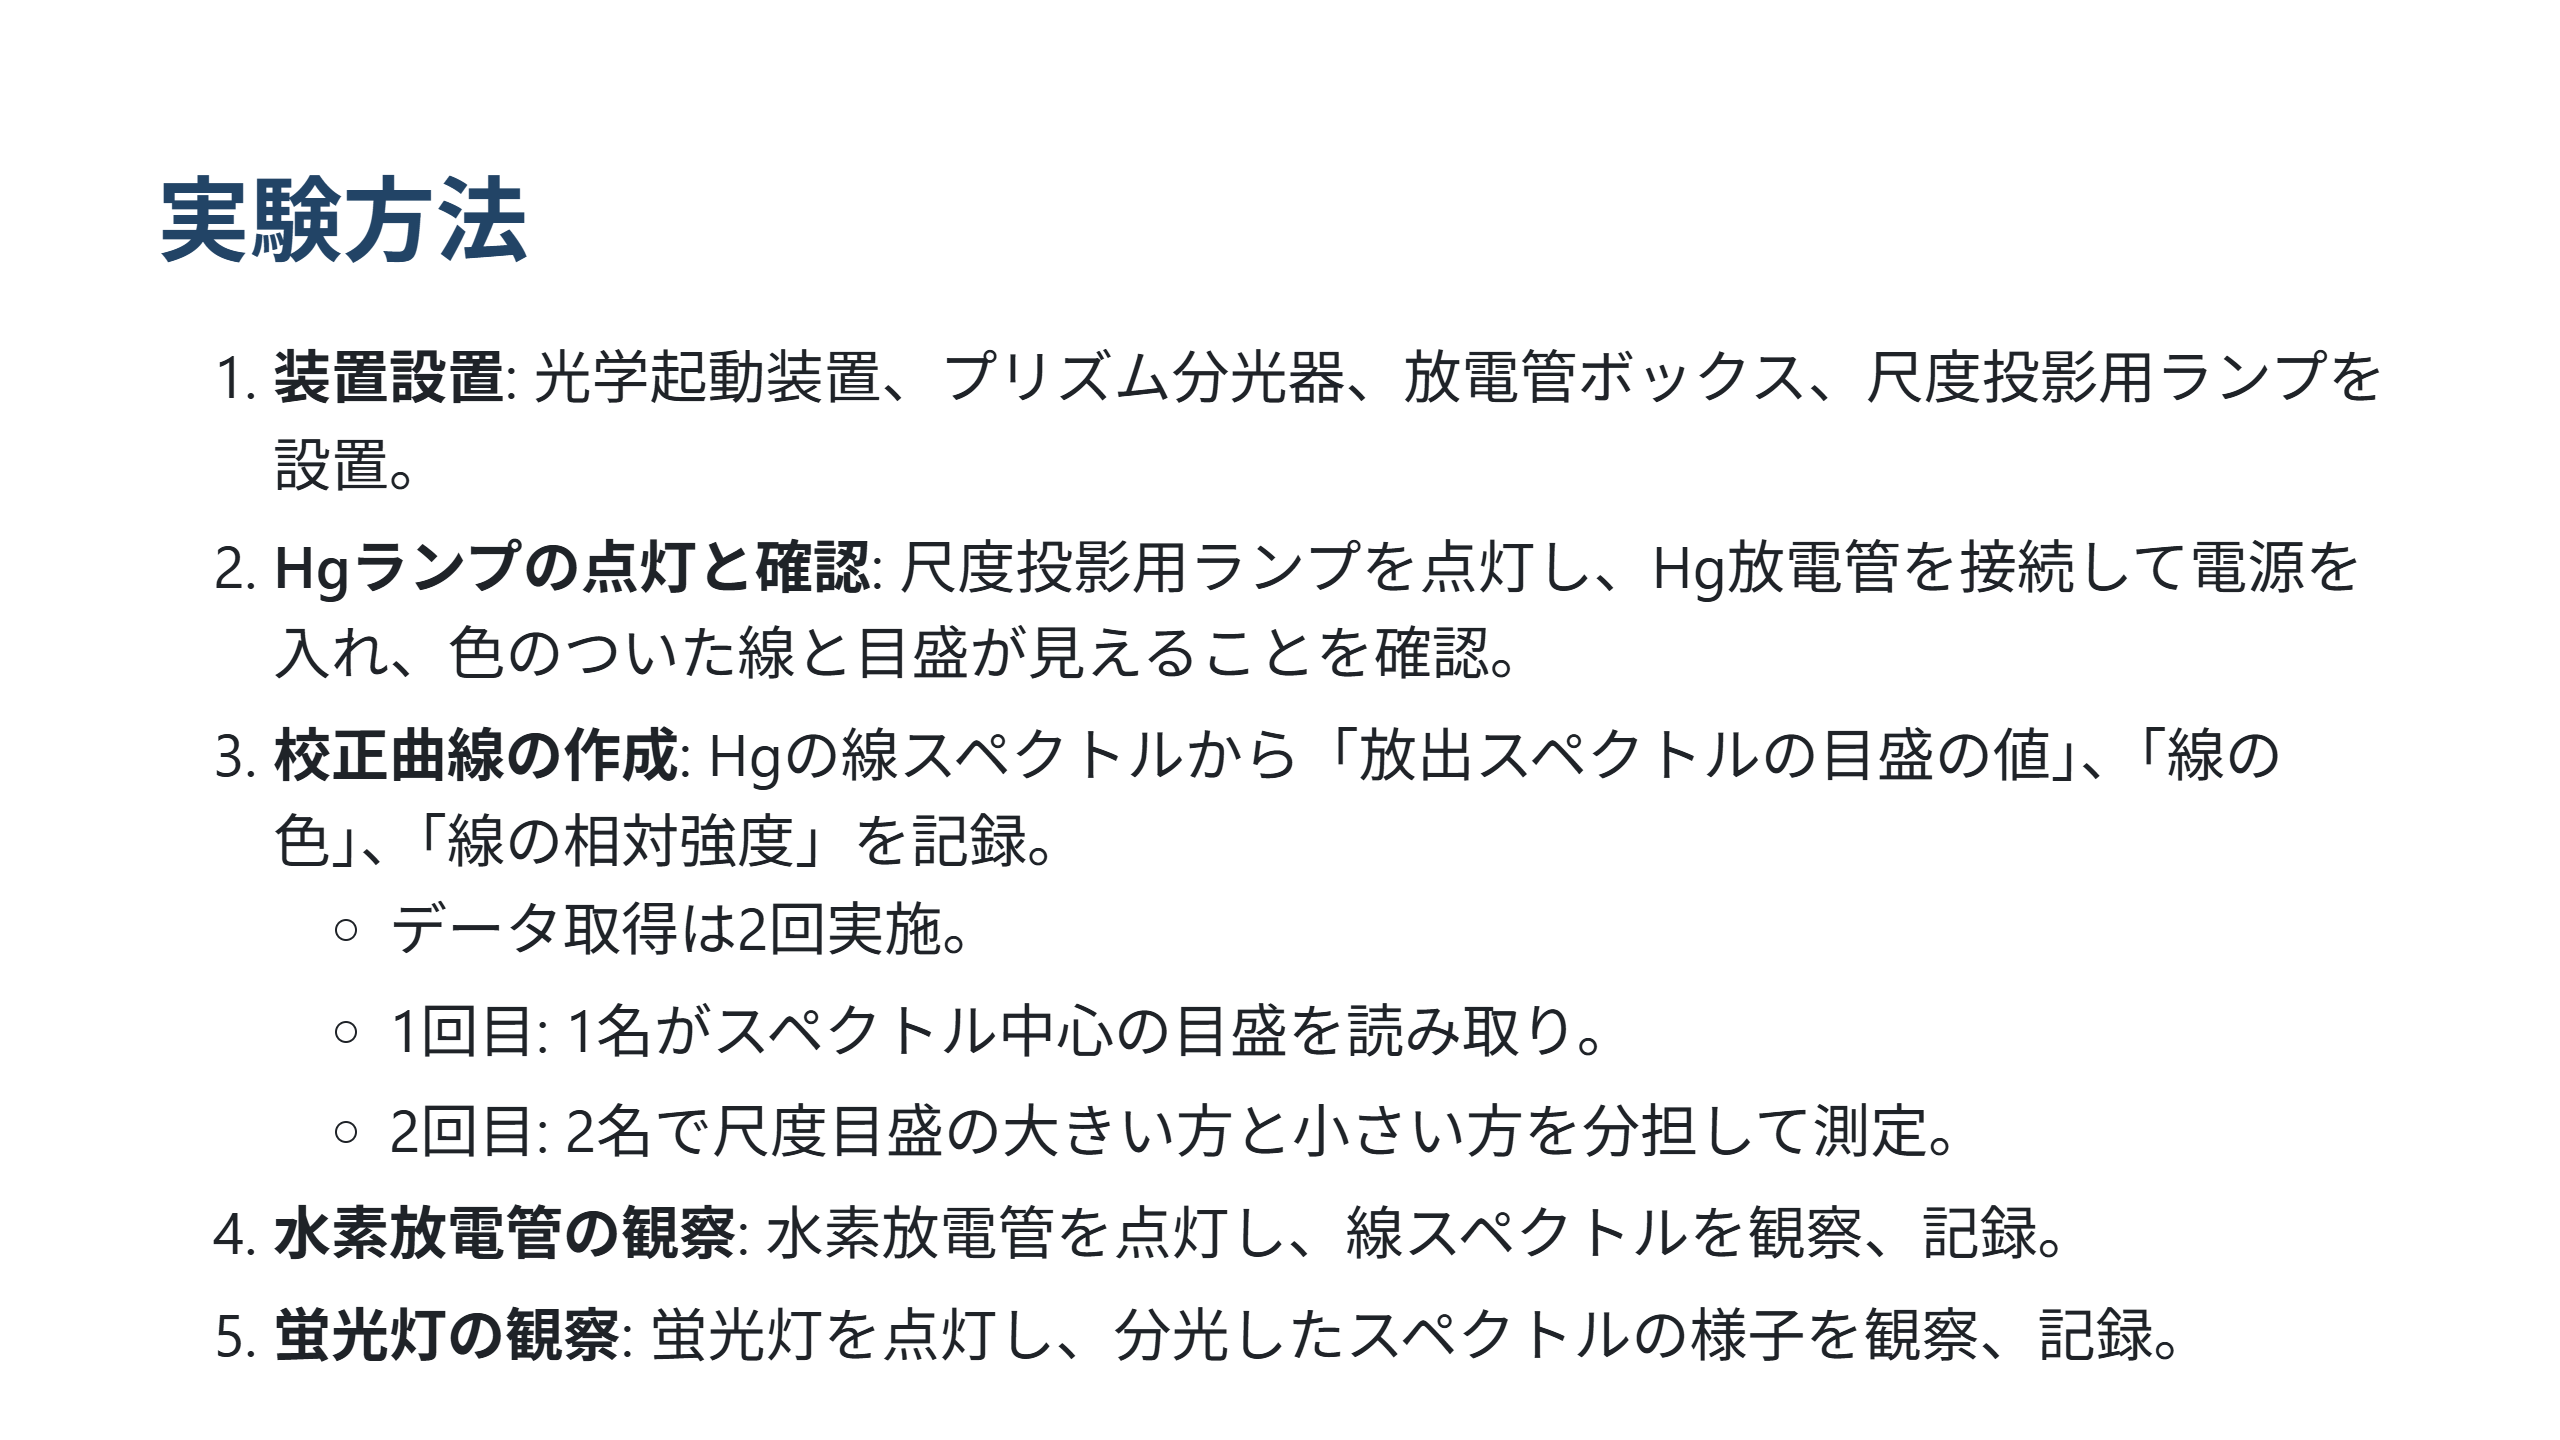 実験方法
1. 装置設置: 光学起動装置、プリズム分光器、放電管ボックス、尺度投影用ランプを
設置。
2. Hgランプの点灯と確認: 尺度投影用ランプを点灯し、Hg放電管を接続して電源を
入れ、色のついた線と目盛が見えることを確認。
3. 校正曲線の作成: Hgの線スペクトルから「放出スペクトルの目盛の値」、「線の
色」、「線の相対強度」を記録。
○ データ取得は2回実施。
○ 1回目: 1名がスペクトル中心の目盛を読み取り。
○ 2回目: 2名で尺度目盛の大きい方と小さい方を分担して測定。
4. 水素放電管の観察: 水素放電管を点灯し、線スペクトルを観察、記録。
5. 蛍光灯の観察: 蛍光灯を点灯し、分光したスペクトルの様子を観察、記録。